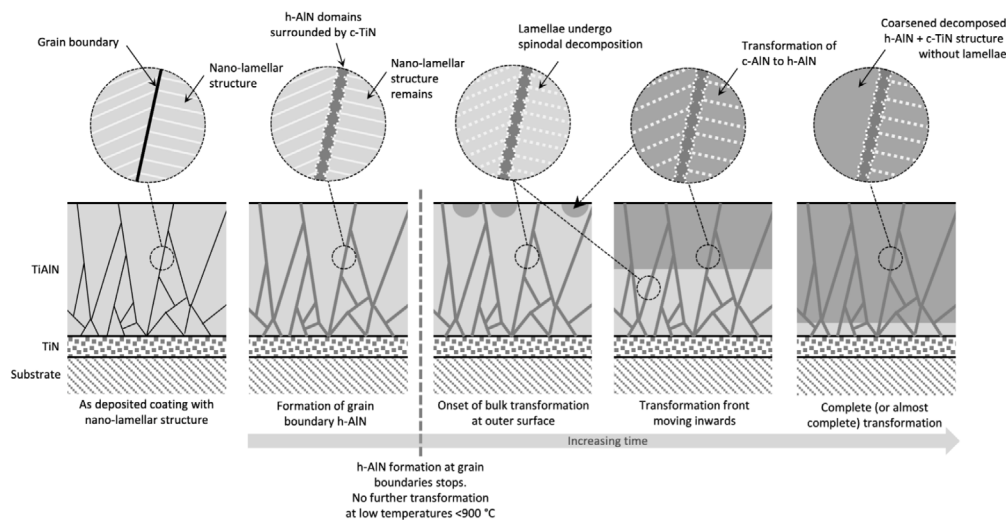 h-AlN domains
surrounded by c-TiN
Grain boundary
Nano-lamellar
structure
Nano-lamellar
structure
remains
Lamellae undergo
spinodal decomposition
Transformation of
c-AlN to h-AlN
Coarsened decomposed
h-AlN + c-TiN structure
without lamellae
TiAlN
TiN
Substrate
As deposited coating with
nano-lamellar structure
Formation of grain
boundary h-AlN
Onset of bulk transformation
at outer surface
Transformation front
moving inwards
Complete (or almost
complete) transformation
Increasing time
h-AlN formation at grain
boundaries stops.
No further transformation
at low temperatures <900 °C